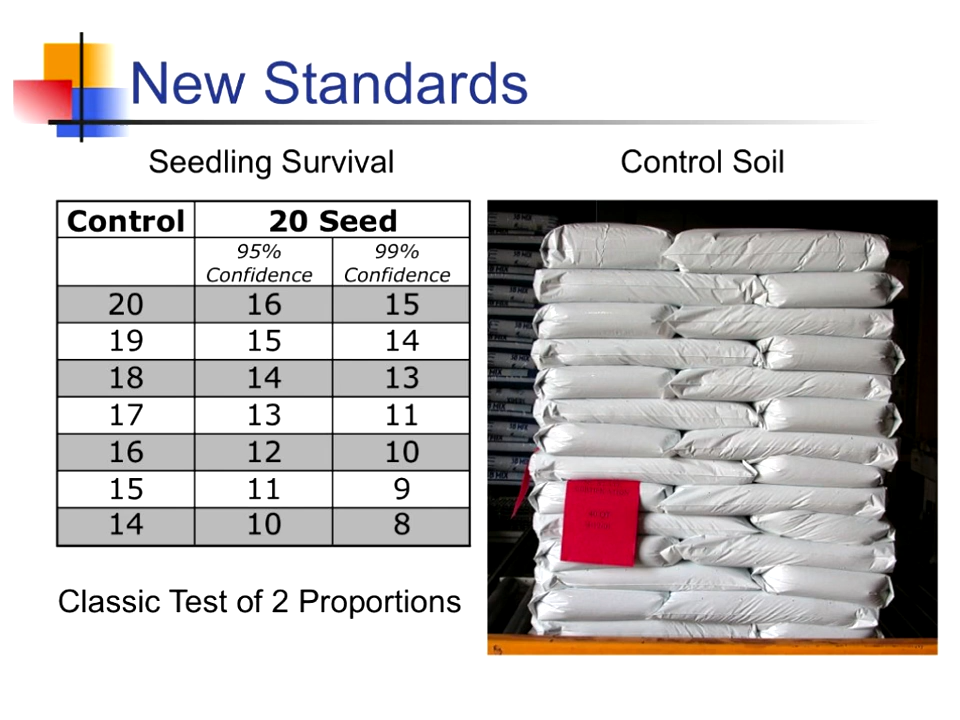 New Standards
Seedling Survival
Control 20 Seed
95% Confidence 99% Confidence
20 16 15
19 15 14
18 14 13
17 13 11
16 12 10
15 11 9
14 10 8
Classic Test of 2 Proportions
Control Soil